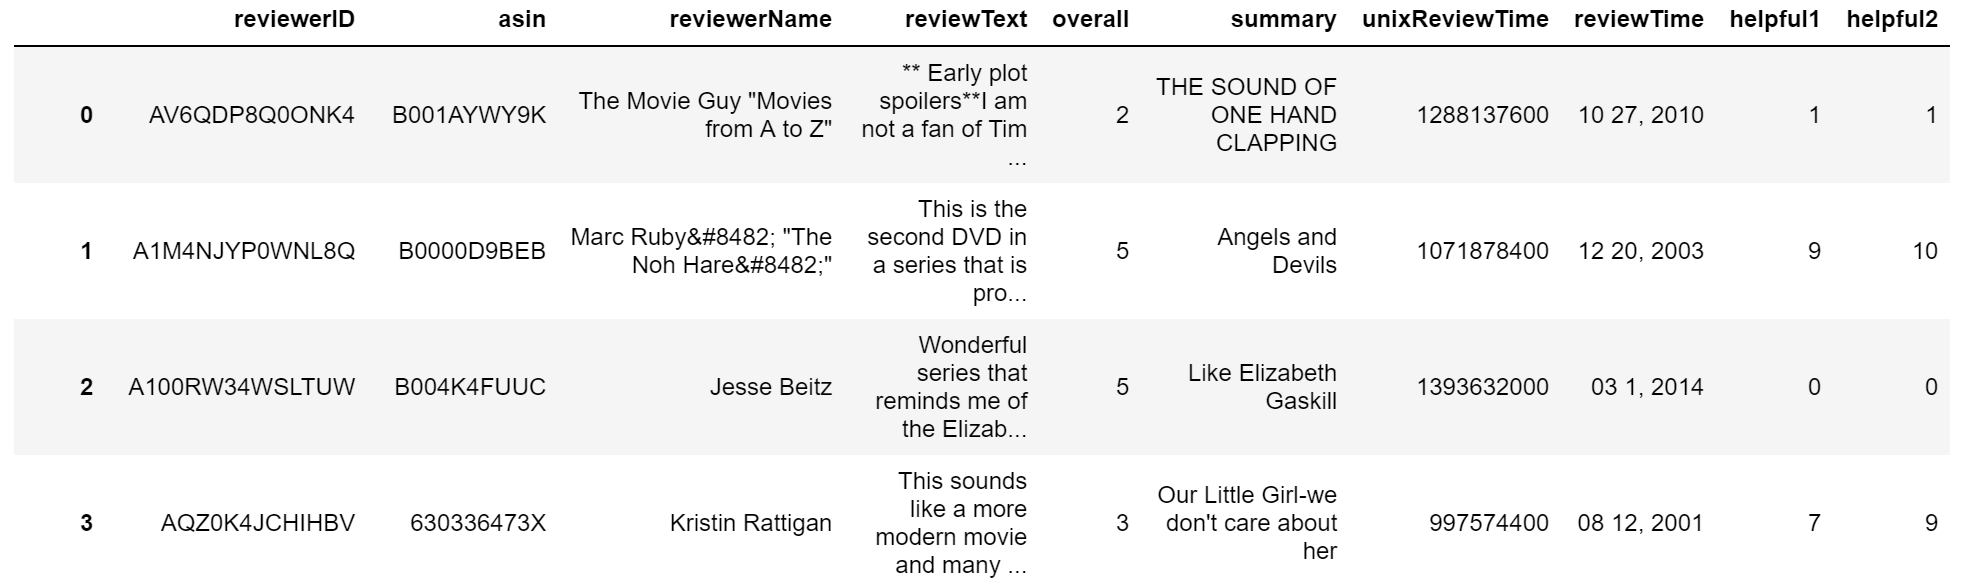 reviewerID asin reviewerName reviewText overall summary unixReviewTime reviewTime helpful1 helpful2
** Early plot
spoilers**I am
not a fan of Tim
...
0 AV6QDP8Q0ONK4 B001AYWY9K
The Movie Guy "Movies
from A to Z"
2
THE SOUND OF
ONE HAND
CLAPPING
1288137600 10 27, 2010 1 1
This is the
second DVD in
a series that is
pro...
1 A1M4NJYP0WNL8Q B0000D9BEB
Marc Ruby&#8482; "The
Noh Hare&#8482;"
5
Angels and
Devils
1071878400 12 20, 2003 9 10
Wonderful
series that
reminds me of
the Elizab...
2 A100RW34WSLTUW B004K4FUUC Jesse Beitz 5
Like Elizabeth
Gaskill
1393632000 03 1, 2014 0 0
This sounds
like a more
modern movie
and many ...
3 AQZ0K4JCHIHBV 630336473X Kristin Rattigan 3
Our Little Girl-we
don't care about
her
997574400 08 12, 2001 7 9